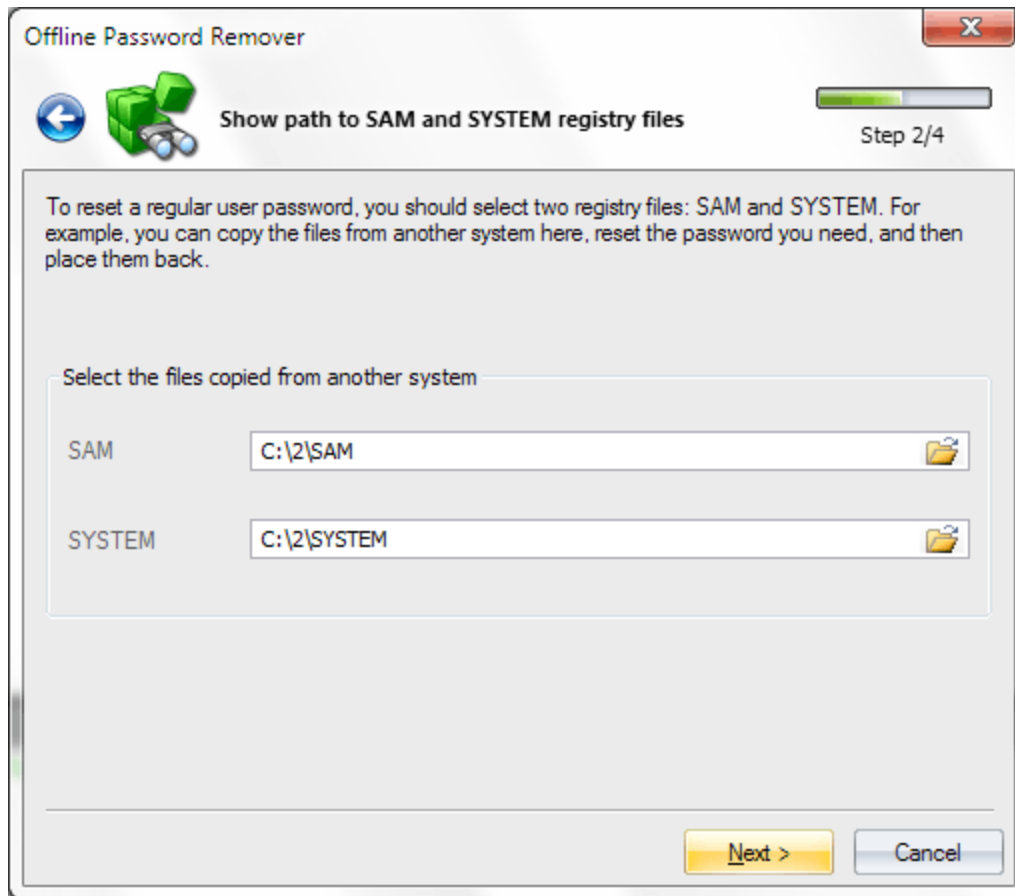 Offline Password Remover
Show path to SAM and SYSTEM registry files
Step 2/4
To reset a regular user password, you should select two registry files: SAM and SYSTEM. For
example, you can copy the files from another system here, reset the password you need, and then
place them back.
Select the files copied from another system
SAM
C:\2\SAM
SYSTEM
C:\2\SYSTEM
Next >
Cancel